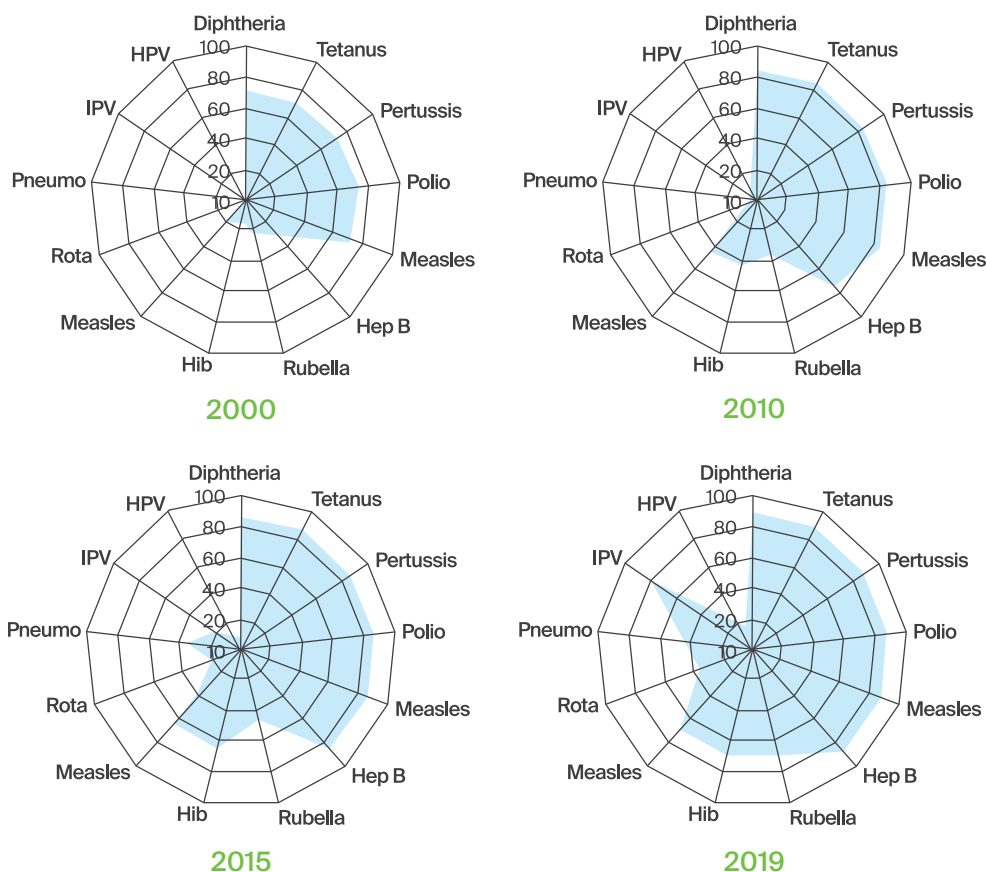 Diphtheria
100
HPV
Tetanus
80
IPV
60
Pertussis
40
20
Pneumo
10
Polio
Rota
Measles
Measles
Hep B
Hib
Rubella
2000
Diphtheria
100
HPV
Tetanus
80
IPV
60
Pertussis
40
20
Pneumo
10
Polio
Rota
Measles
Measles
Hep B
Hib
Rubella
2010
Diphtheria
100
HPV
Tetanus
80
IPV
60
Pertussis
40
20
Pneumo
Polio
10
Rota
Measles
Measles
Hep B
Hib
Rubella
2015
Diphtheria
100
HPV
Tetanus
80
IPV
60
Pertussis
40
20
Pneumo
Polio
10
Rota
Measles
Measles
Hep B
Hib
Rubella
2019